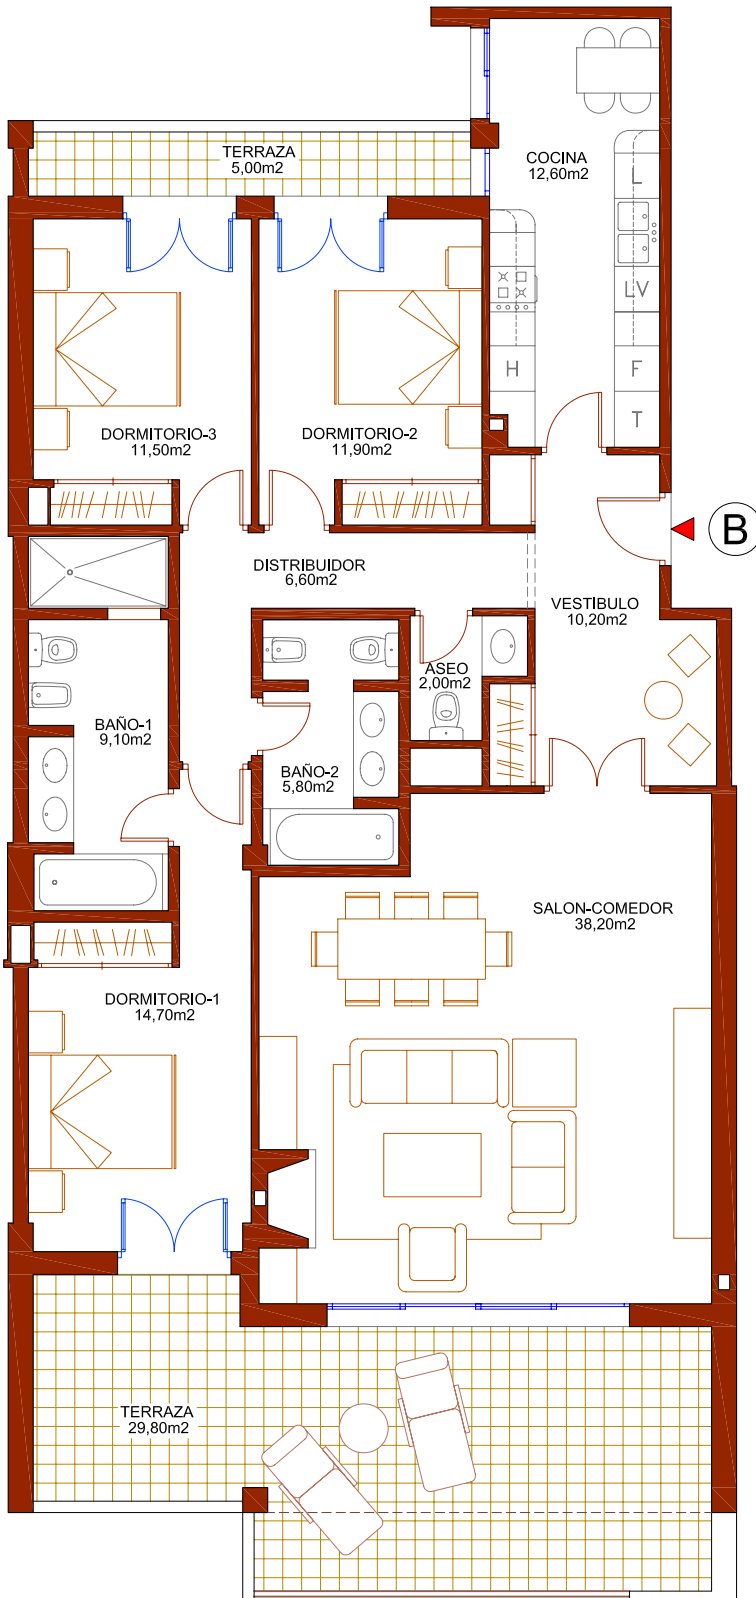 TERRAZA
5,00m2
COCINA
12,60m2
L
LV
H
F
T
DORMITORIO-3
11,50m2
DORMITORIO-2
11,90m2
B
DISTRIBUIDOR
6,60m2
VESTIBULO
10,20m2
ASEO
2,00m2
BAÑO-1
9,10m2
BAÑO-2
5,80m2
SALON-COMEDOR
38,20m2
DORMITORIO-1
14,70m2
TERRAZA
29,80m2